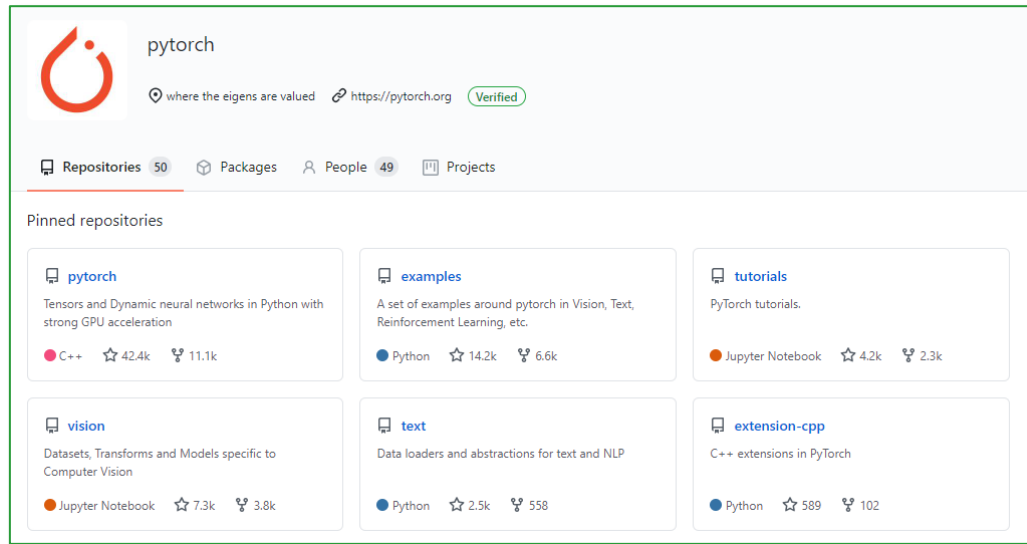 pytorch
where the eigens are valued https://pytorch.org Verified
Repositories 50 Packages People 49 Projects
Pinned repositories
pytorch
Tensors and Dynamic neural networks in Python with
strong GPU acceleration
C++ 42.4k 11.1k
examples
A set of examples around pytorch in Vision, Text,
Reinforcement Learning, etc.
Python 14.2k 6.6k
tutorials
PyTorch tutorials.
Jupyter Notebook 4.2k 2.3k
vision
Datasets, Transforms and Models specific to
Computer Vision
Jupyter Notebook 7.3k 3.8k
text
Data loaders and abstractions for text and NLP
Python 2.5k 558
extension-cpp
C++ extensions in PyTorch
Python 589 102